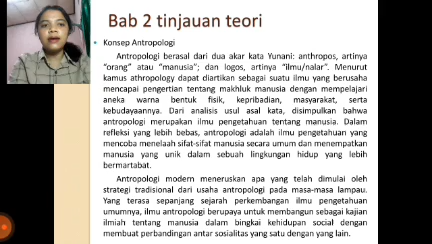 Bab 2 tinjauan teori
• Konsep Antropologi
Antropologi berasal dari dua akar kata Yunani: anthropos, artinya
"orang" atau "manusia"; dan logos, artinya "ilmu/nalar". Menurut
kamus athropology dapat diartikan sebagai suatu ilmu yang berusaha
mencapai pengertian tentang makhluk manusia dengan mempelajari
aneka warna bentuk fisik, kepribadian, masyarakat, serta
kebudayaannya. Dari analisis usul asal kata, disimpulkan bahwa
antropologi merupakan ilmu pengetahuan tentang manusia. Dalam
refleksi yang lebih bebas, antropologi adalah ilmu pengetahuan yang
mencoba menelaah sifat-sifat manusia secara umum dan menempatkan
manusia yang unik dalam sebuah lingkungan hidup yang lebih
bermartabat.
Antropologi modern meneruskan apa yang telah dimulai oleh
strategi tradisional dari usaha antropologi pada masa-masa lampau.
Yang terasa sepanjang sejarah perkembangan ilmu pengetahuan
umumnya, ilmu antropologi berupaya untuk membangun sebagai kajian
ilmiah tentang manusia dalam bingkai kehidupan social dengan
membuat perbandingan antar sosialitas yang satu dengan yang lain.